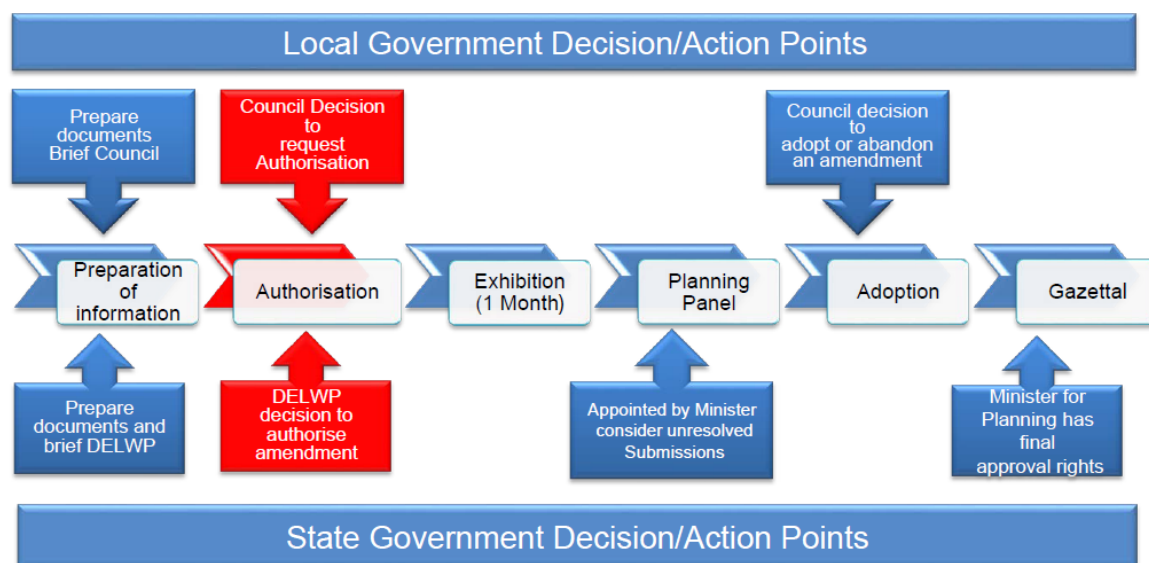 Local Government Decision/Action Points
Prepare
documents
Brief Council
Council Decision
to
request
Authorisation
Council decision
to
adopt or abandon
an amendment
Preparation
of
information
Authorisation
Exhibition
(1 Month)
Planning
Panel
Adoption
Gazettal
Prepare
documents and
brief DELWP
DELWP
decision to
authorise
amendment
Appointed by Minister
consider unresolved
Submissions
Minister for
Planning has
final
approval rights
State Government Decision/Action Points